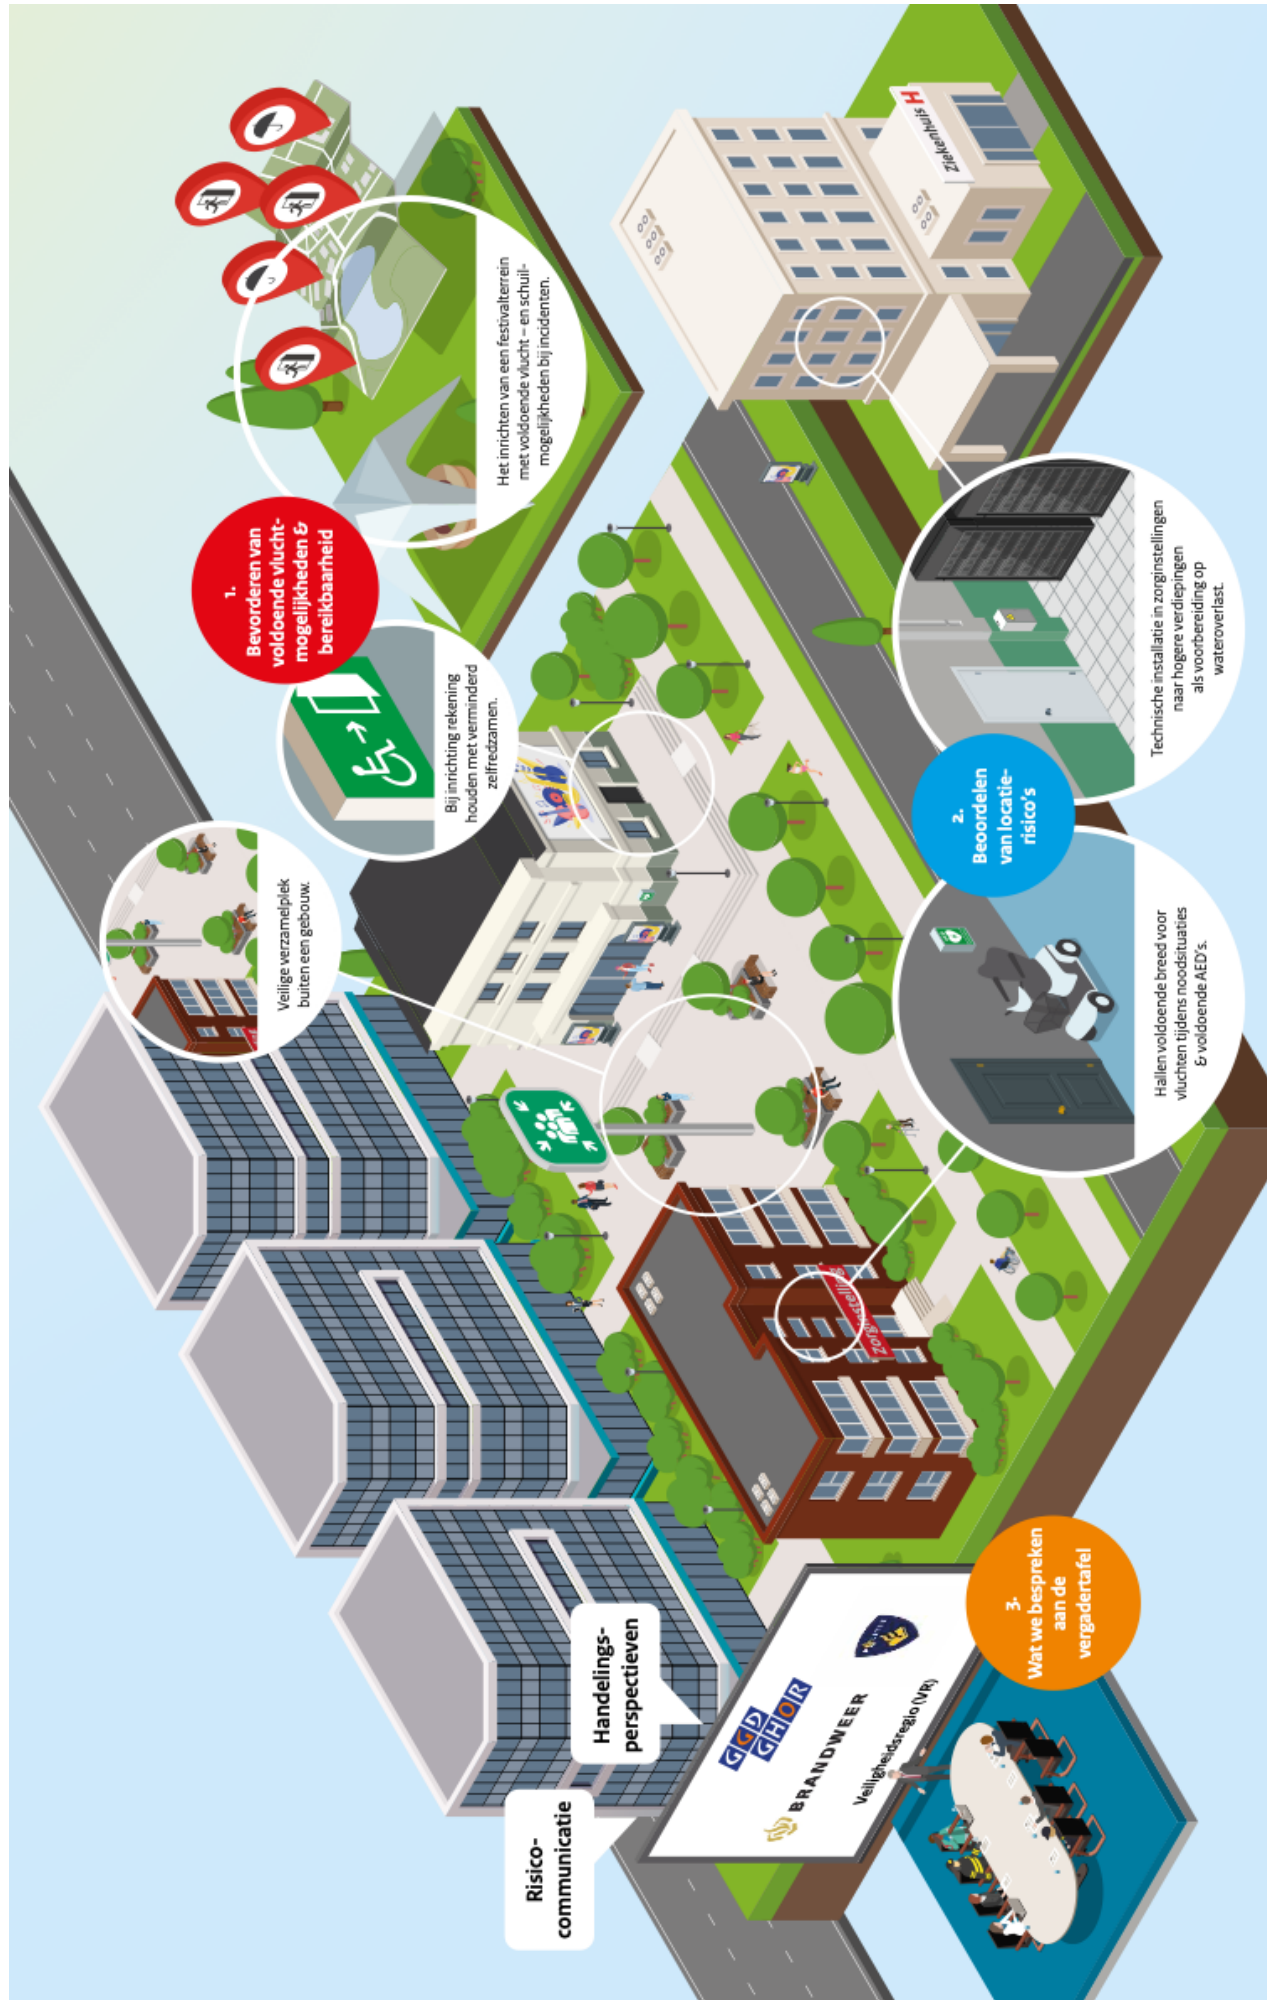 1.
Bevorderen van
voldoende vlucht-
mogelijkheden &
bereikbaarheid
Veilige verzamelplek
buiten een gebouw.
Bij inrichting rekening
houden met verminderd
zelfredzamen.
Het inrichten van een festivalterrein
met voldoende vlucht – en schuil-
mogelijkheden bij incidenten.
Ziekenhuis H
2.
Beoordelen
van locatie-
risico's
Hallen voldoende breed voor
vluchten tijdens noodsituaties
& voldoende AED's.
Technische installatie in zorginstellingen
naar hogere verdiepingen
als voorbereiding op
wateroverlast.
Zorginstelling
Risico-
communicatie
Handelings-
perspectieven
GGD
GHOR
BRANDWEER
POLITIE
Veiligheidsregio (VR)
3.
Wat we bespreken
aan de
vergadertafel